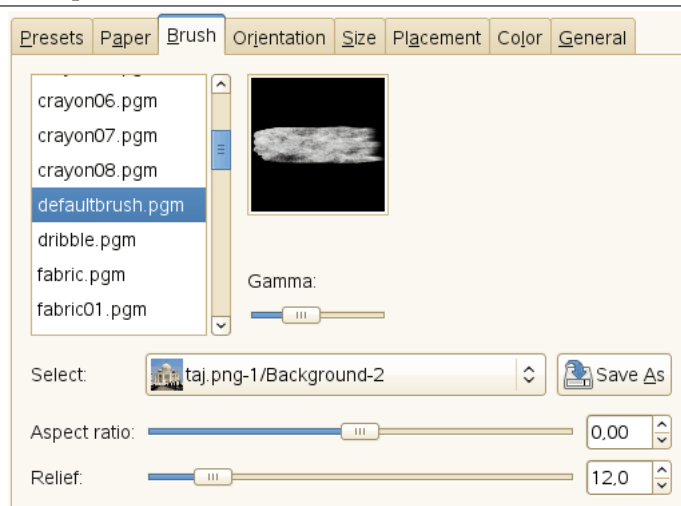 Presets Paper Brush Orientation Size Placement Color General
crayon06.pgm
crayon07.pgm
crayon08.pgm
defaultbrush.pgm
dribble.pgm
fabric.pgm
fabric01.pgm
Gamma:
Select: taj.png-1/Background-2 Save As
Aspect ratio: 0,00
Relief: 12,0